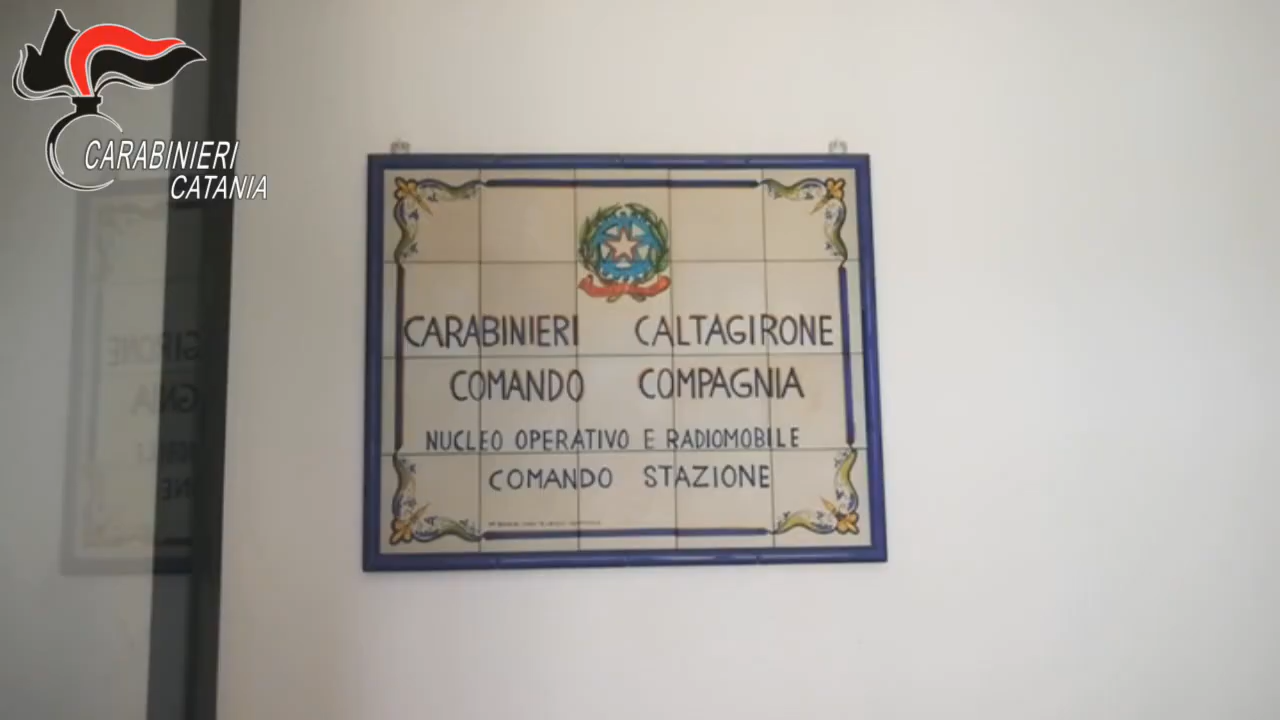 CARABINIERI
CATANIA
CARABINIERI CALTAGIRONE
COMANDO COMPAGNIA
NUCLEO OPERATIVO E RADIOMOBILE
COMANDO STAZIONE